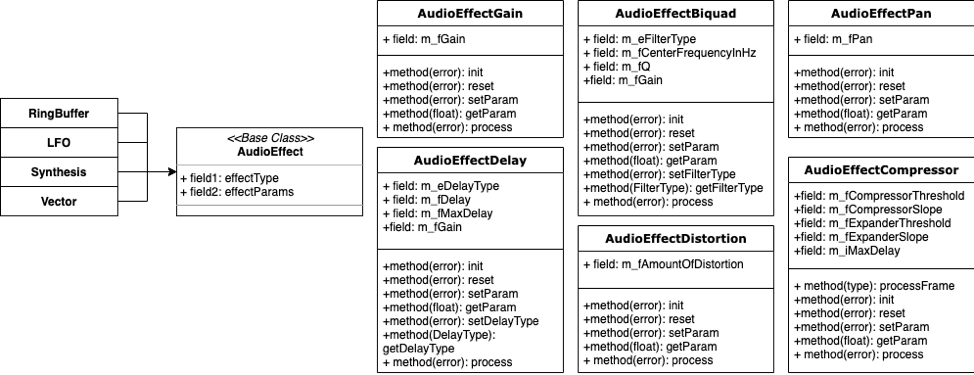 RingBuffer
LFO
Synthesis
Vector
<<Base Class>>
AudioEffect
+ field1: effectType
+ field2: effectParams
AudioEffectGain
+ field: m_fGain
+method(error): init
+method(error): reset
+method(error): setParam
+method(float): getParam
+ method(error): process
AudioEffectDelay
+ field: m_eDelayType
+ field: m_fDelay
+ field: m_fMaxDelay
+field: m_fGain
+method(error): init
+method(error): reset
+method(error): setParam
+method(float): getParam
+method(error): setDelayType
+method(DelayType):
getDelayType
+ method(error): process
AudioEffectBiquad
+ field: m_eFilterType
+ field: m_fCenterFrequencyInHz
+ field: m_fQ
+field: m_fGain
+method(error): init
+method(error): reset
+method(error): setParam
+method(float): getParam
+method(error): setFilterType
+method(FilterType): getFilterType
+ method(error): process
AudioEffectDistortion
+ field: m_fAmountOfDistortion
+method(error): init
+method(error): reset
+method(error): setParam
+method(float): getParam
+ method(error): process
AudioEffectPan
+ field: m_fPan
+method(error): init
+method(error): reset
+method(error): setParam
+method(float): getParam
+ method(error): process
AudioEffectCompressor
+field: m_fCompressorThreshold
+field: m_fCompressorSlope
+field: m_fExpanderThreshold
+field: m_fExpanderSlope
+field: m_iMaxDelay
+ method(type): processFrame
+method(error): init
+method(error): reset
+method(error): setParam
+method(float): getParam
+ method(error): process